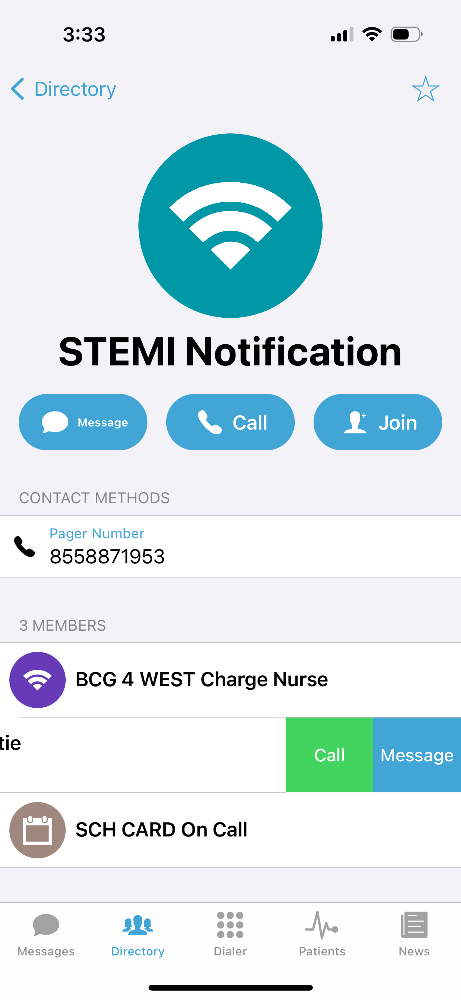 3:33
Directory
STEMI Notification
Message
Call
Join
CONTACT METHODS
Pager Number
8558871953
3 MEMBERS
BCG 4 WEST Charge Nurse
tie
Call
Message
SCH CARD On Call
Messages
Directory
Dialer
Patients
News